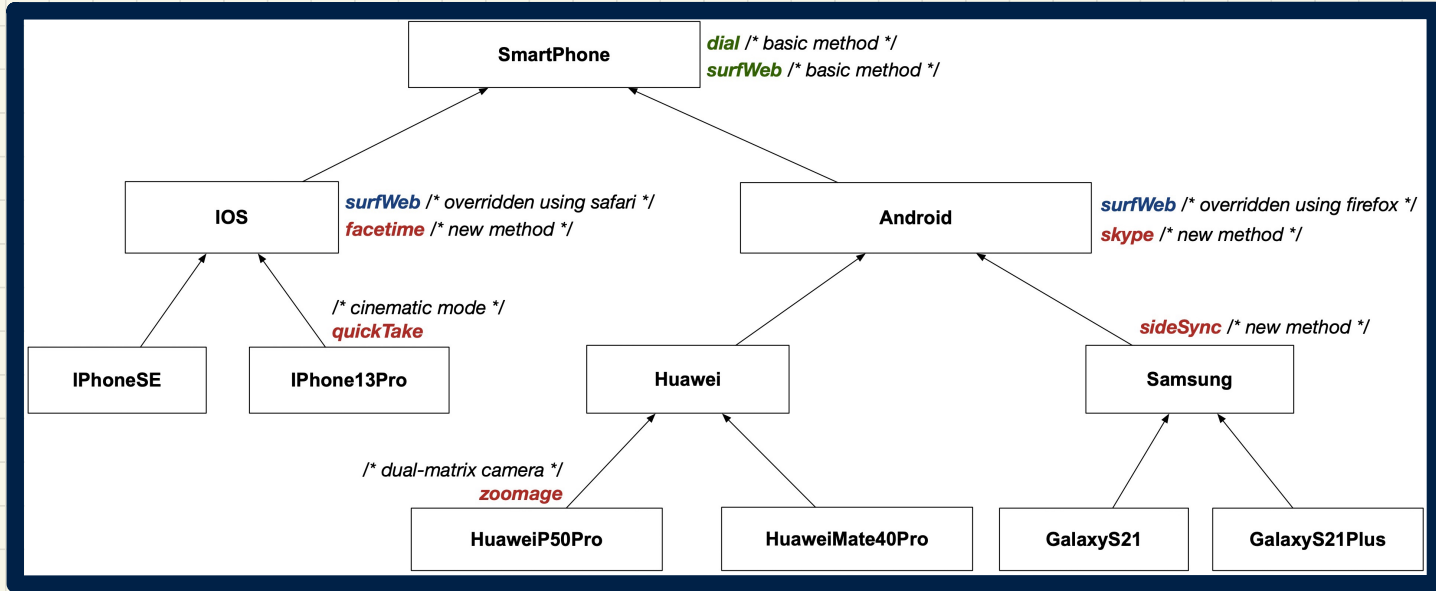 SmartPhone
dial /* basic method */
surfWeb /* basic method */
IOS
surfWeb /* overridden using safari */
facetime /* new method */
Android
surfWeb /* overridden using firefox */
skype /* new method */
/* cinematic mode */
quickTake
sideSync /* new method */
IPhoneSE
IPhone13Pro
Huawei
Samsung
/* dual-matrix camera */
zoomage
HuaweiP50Pro
HuaweiMate40Pro
GalaxyS21
GalaxyS21Plus